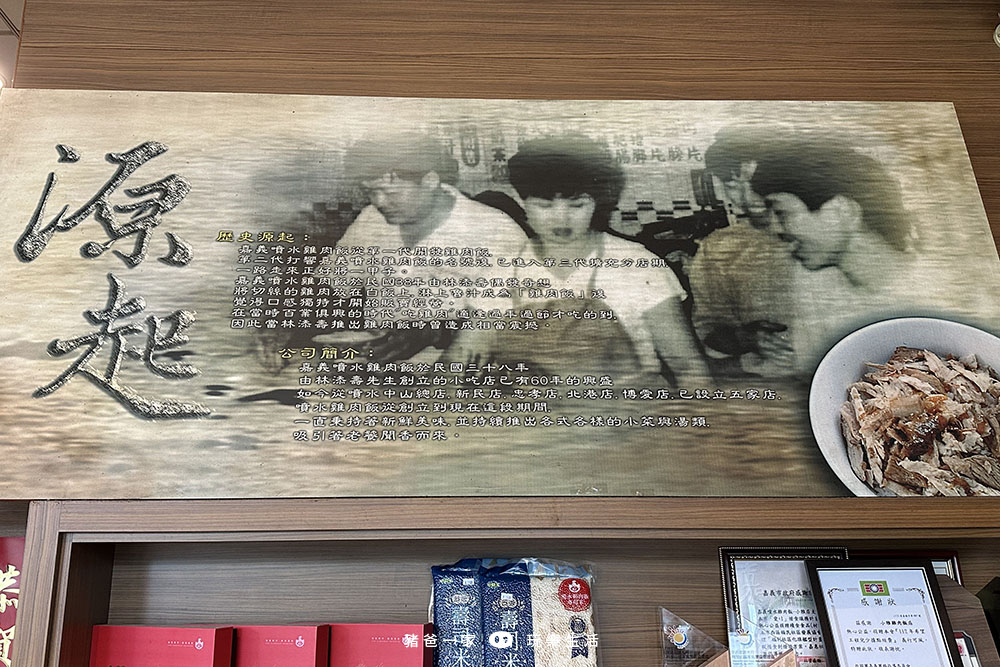 源起
歷史源起：
嘉義噴水雞肉飯從第一代開發雞肉飯,
第二代打響嘉義噴水雞肉飯的名號後,已進入第三代擴充分店期,
一路走來正好將一甲子。
嘉義噴水雞肉飯於民國38年由林添壽偶發奇想
將切絲的雞肉放在白飯上,淋上醬汁成為「雞肉飯」後
覺得口感獨特才開始販賣經營。
在當時百業俱興的時代"吃雞肉"適逢過年過節才吃的到,
因此當林添壽推出雞肉飯時曾造成相當震撼。
公司簡介：
嘉義噴水雞肉飯於民國三十八年
由林添壽先生創立的小吃店已有60年的興盛
如今從噴水中山總店,新民店,忠孝店,北港店,博愛店,已設立五家店,
噴水雞肉飯從創立到現在這段期間,
一直秉持著新鮮美味,並持續推出各式各樣的小菜與湯類,
吸引著老饕聞香而來。
恭賀
米
嘉義市政府感謝
感謝狀
豬爸一家 玩樂生活